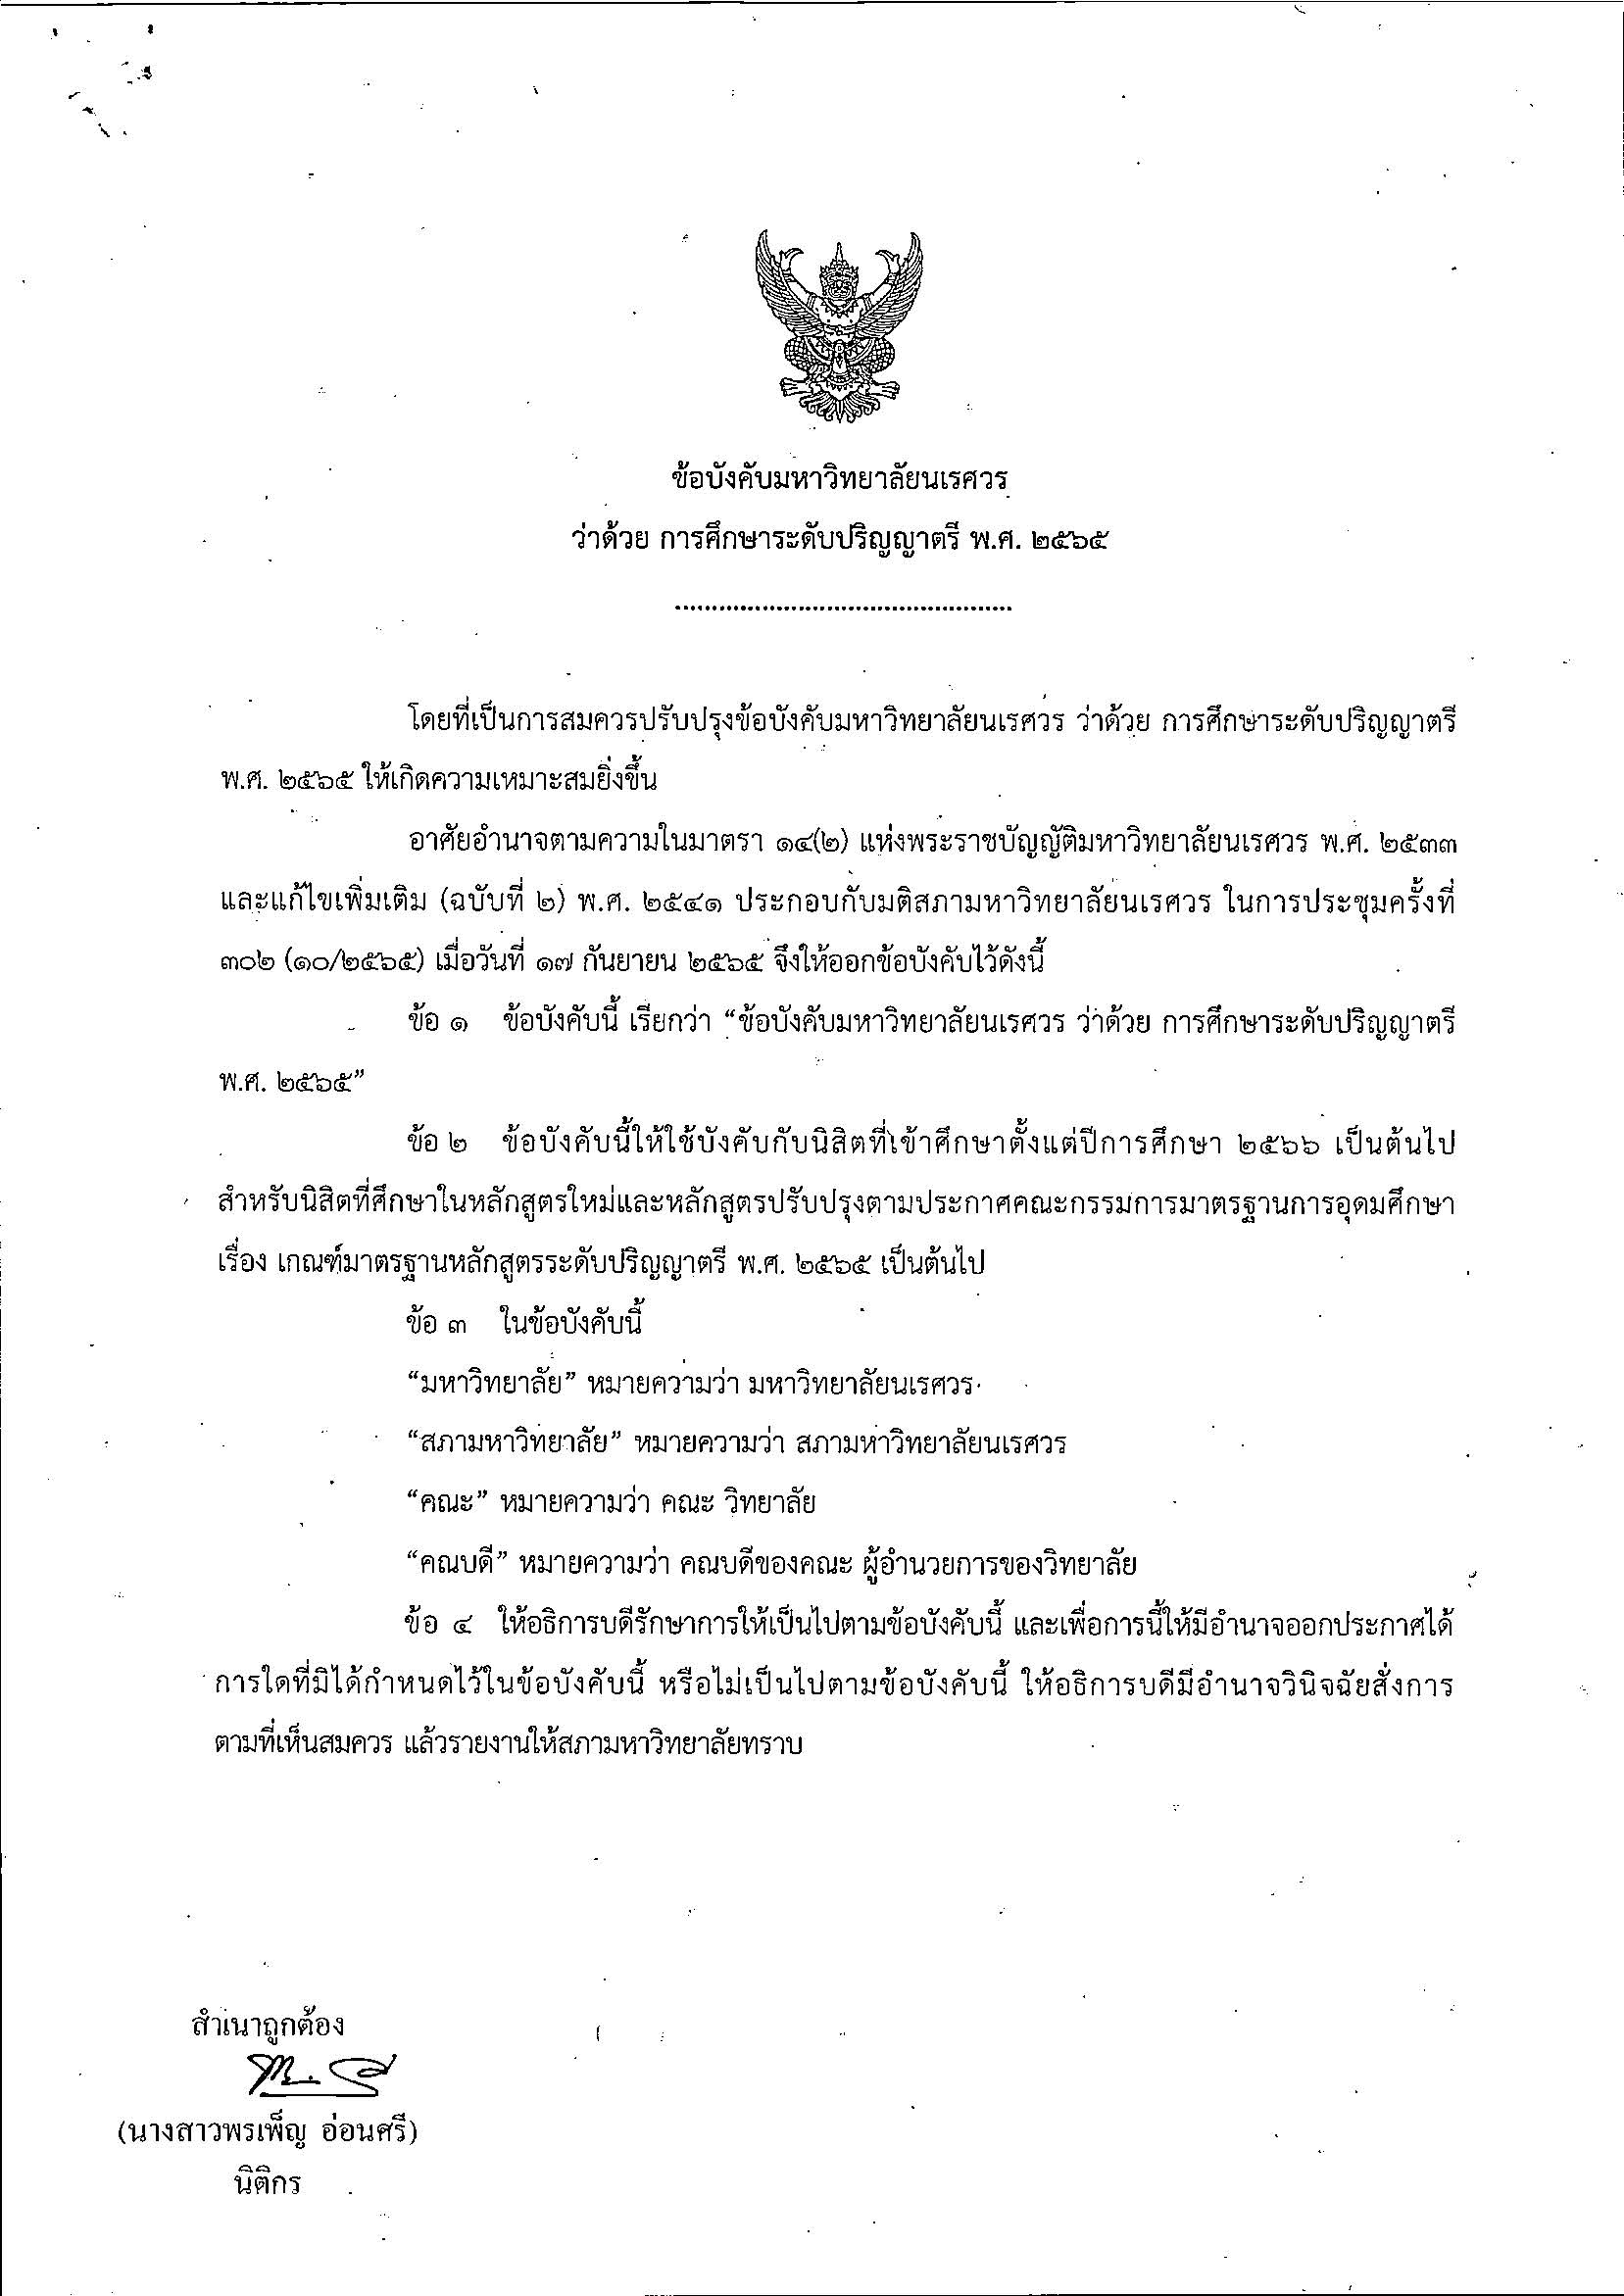 ข้อบังคับมหาวิทยาลัยนเรศวร
ว่าด้วย การศึกษาระดับปริญญาตรี พ.ศ. ๒๕๖๕
โดยที่เป็นการสมควรปรับปรุงข้อบังคับมหาวิทยาลัยนเรศวร ว่าด้วย การศึกษาระดับปริญญาตรี
พ.ศ. ๒๕๖๕ ให้เกิดความเหมาะสมยิ่งขึ้น
อาศัยอำนาจตามความในมาตรา ๑๔(๒) แห่งพระราชบัญญัติมหาวิทยาลัยนเรศวร พ.ศ. ๒๕๓๓
และแก้ไขเพิ่มเติม (ฉบับที่ ๒) พ.ศ. ๒๕๔๑ ประกอบกับมติสภามหาวิทยาลัยนเรศวร ในการประชุมครั้งที่
๓๐๒ (๑๐/๒๕๖๕) เมื่อวันที่ ๑๗ กันยายน ๒๕๖๕ จึงให้ออกข้อบังคับไว้ดังนี้
ข้อ ๑ ข้อบังคับนี้ เรียกว่า “ข้อบังคับมหาวิทยาลัยนเรศวร ว่าด้วย การศึกษาระดับปริญญาตรี
พ.ศ. ๒๕๖๕”
ข้อ ๒ ข้อบังคับนี้ให้ใช้บังคับกับนิสิตที่เข้าศึกษาตั้งแต่ปีการศึกษา ๒๕๖๖ เป็นต้นไป
สำหรับนิสิตที่ศึกษาในหลักสูตรใหม่และหลักสูตรปรับปรุงตามประกาศคณะกรรมการมาตรฐานการอุดมศึกษา
เรื่อง เกณฑ์มาตรฐานหลักสูตรระดับปริญญาตรี พ.ศ. ๒๕๖๕ เป็นต้นไป
ข้อ ๓ ในข้อบังคับนี้
“มหาวิทยาลัย” หมายความว่า มหาวิทยาลัยนเรศวร
“สภามหาวิทยาลัย” หมายความว่า สภามหาวิทยาลัยนเรศวร
“คณะ” หมายความว่า คณะ วิทยาลัย
“คณบดี” หมายความว่า คณบดีของคณะ ผู้อำนวยการของวิทยาลัย
ข้อ ๔ ให้อธิการบดีรักษาการให้เป็นไปตามข้อบังคับนี้ และเพื่อการนี้ให้มีอำนาจออกประกาศได้
การใดที่มิได้กำหนดไว้ในข้อบังคับนี้ หรือไม่เป็นไปตามข้อบังคับนี้ ให้อธิการบดีมีอำนาจวินิจฉัยสั่งการ
ตามที่เห็นสมควร แล้วรายงานให้สภามหาวิทยาลัยทราบ
สำเนาถูกต้อง
(นางสาวพรเพ็ญ อ่อนศรี)
นิติกร